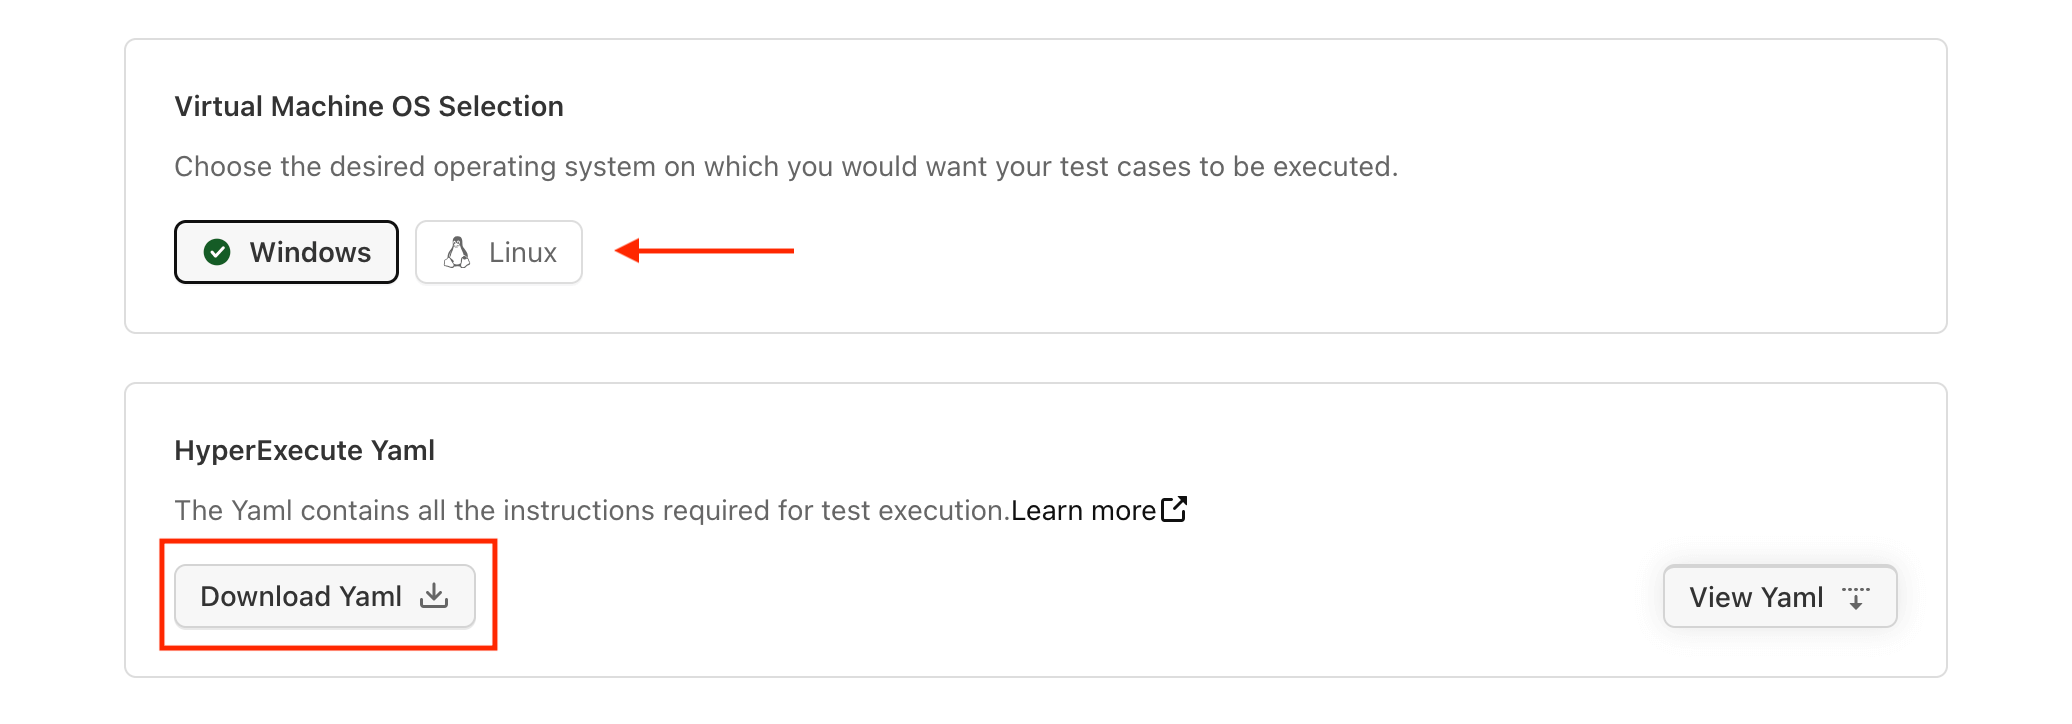 Virtual Machine OS Selection
Choose the desired operating system on which you would want your test cases to be executed.
Windows Linux
HyperExecute Yaml
The Yaml contains all the instructions required for test execution.Learn more
Download Yaml View Yaml